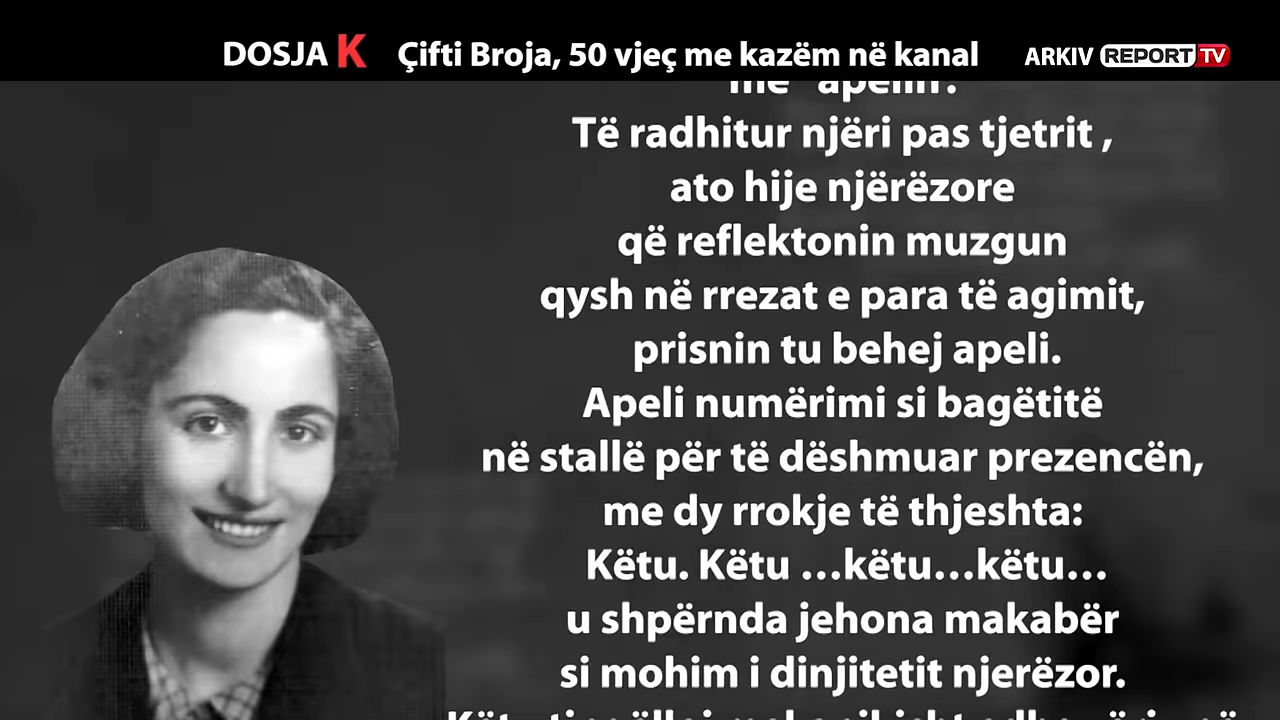 DOSJA K Çifti Broja, 50 vjeç me kazëm në kanal ARKIV REPORT TV
me "apelin".
Të radhitur njëri pas tjetrit ,
ato hije njërëzore
që reflektonin muzgun
qysh në rrezat e para të agimit,
prisnin tu behej apeli.
Apeli numërimi si bagëtitë
në stallë për të dëshmuar prezencën,
me dy rrokje të thjeshta:
Këtu. Këtu ...këtu...këtu...
u shpërnda jehona makabër
si mohim i dinjitetit njerëzor.